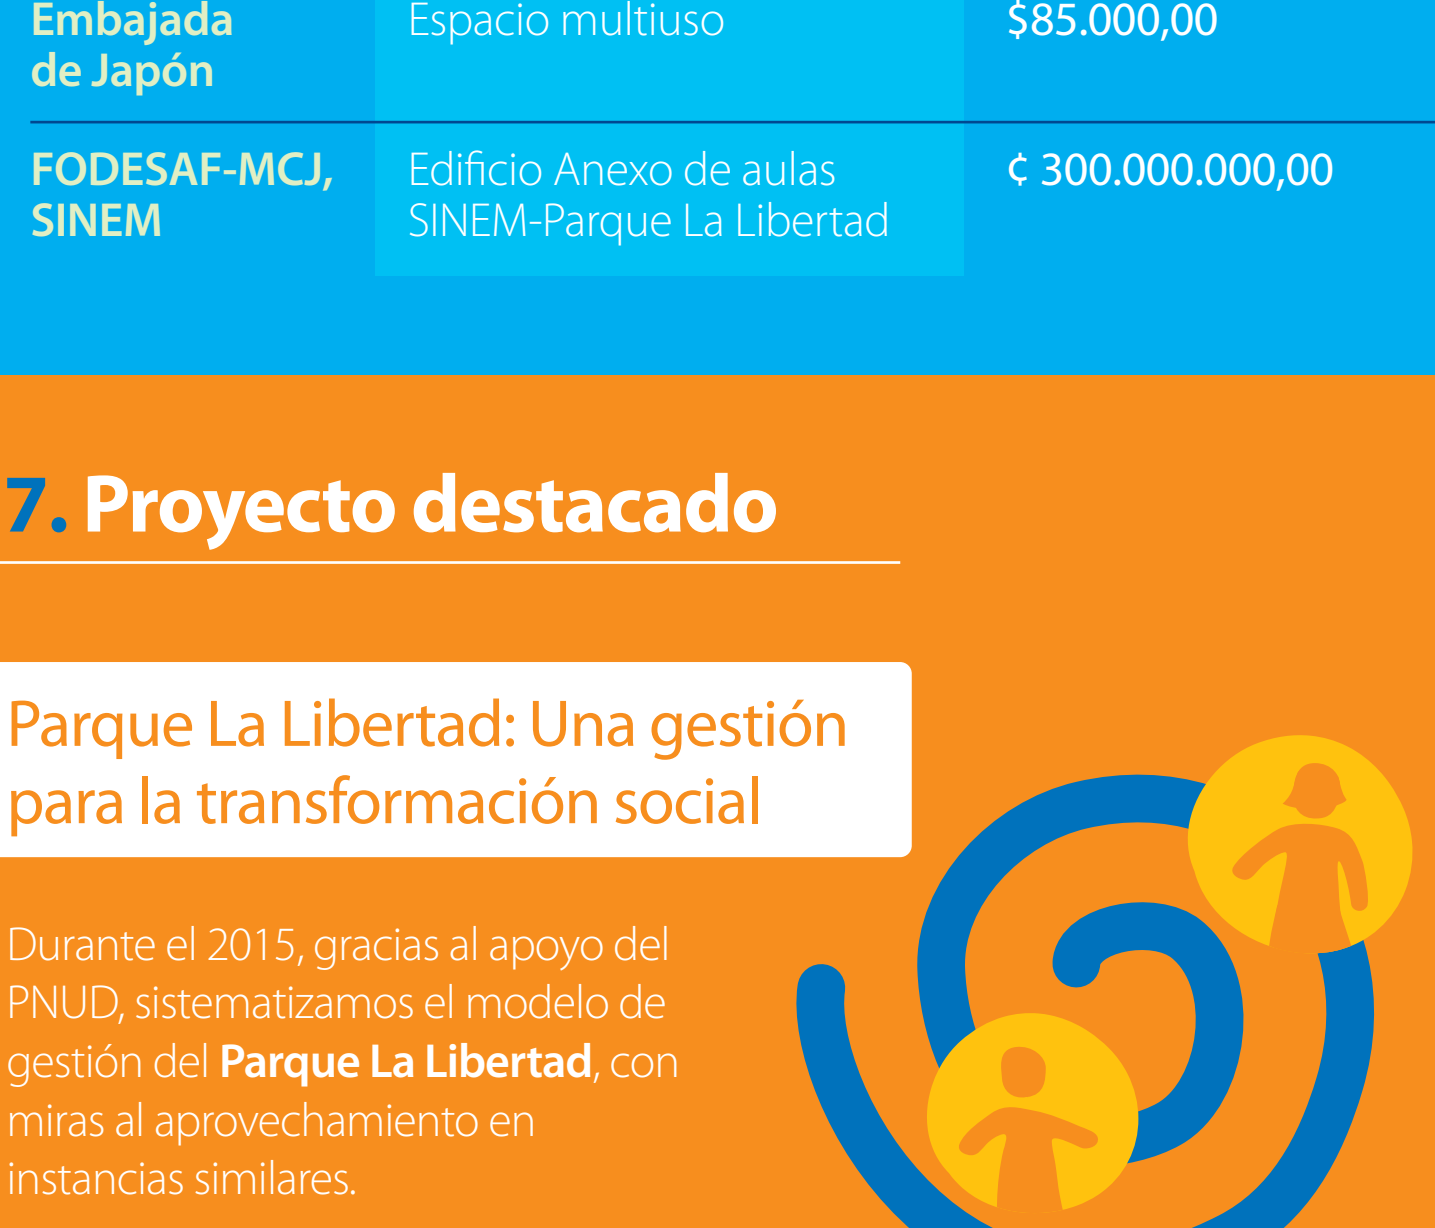 Embajada
de Japón
Espacio multiuso
$85.000,00
FODESAF-MCJ,
SINEM
Edificio Anexo de aulas
SINEM-Parque La Libertad
¢ 300.000.000,00
7. Proyecto destacado
Parque La Libertad: Una gestión
para la transformación social
Durante el 2015, gracias al apoyo del
PNUD, sistematizamos el modelo de
gestión del Parque La Libertad, con
miras al aprovechamiento en
instancias similares.